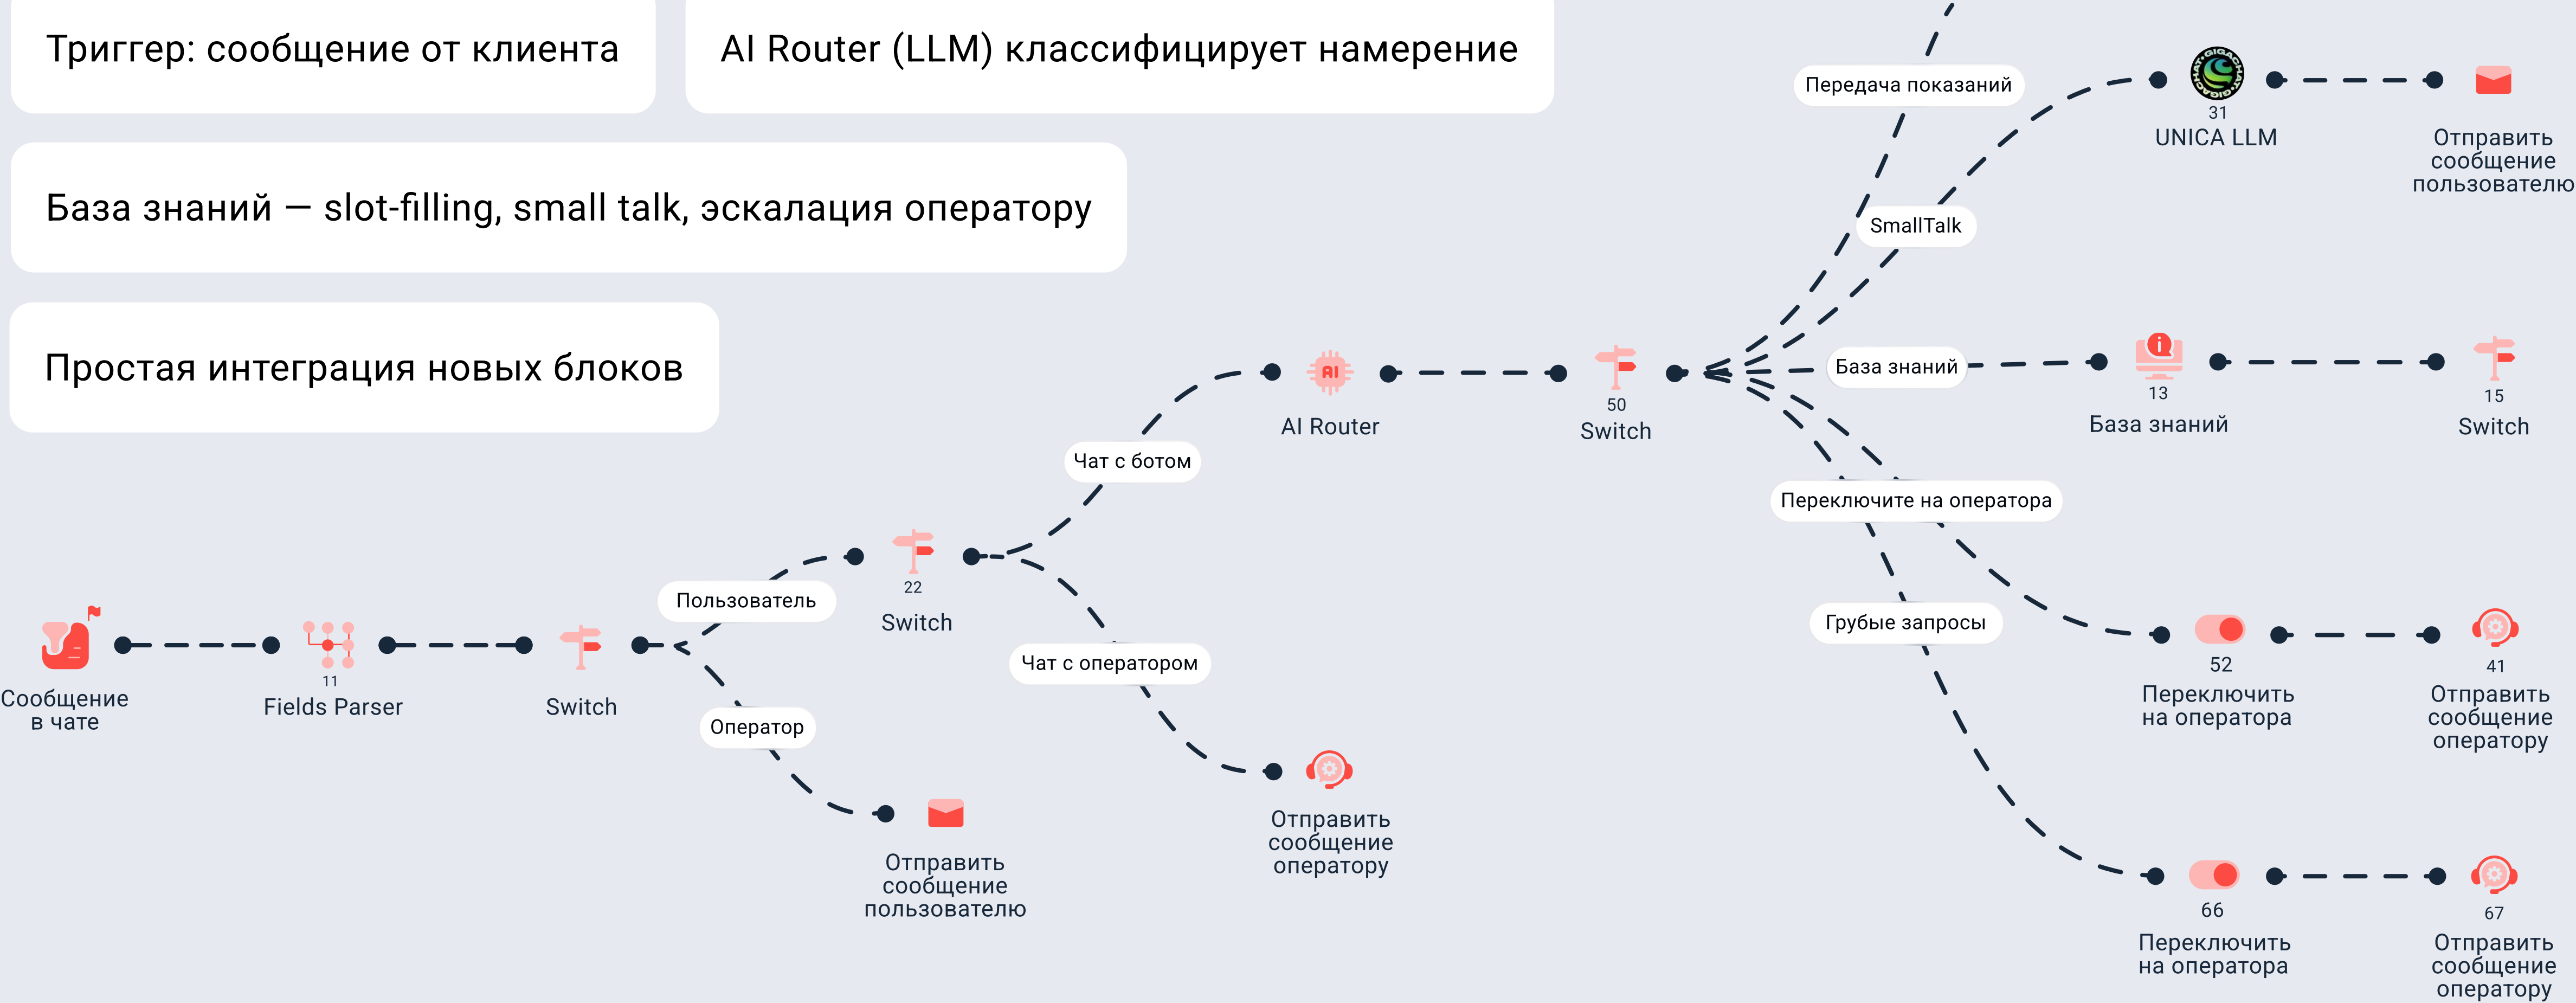 Триггер: сообщение от клиента
AI Router (LLM) классифицирует намерение
База знаний — slot-filling, small talk, эскалация оператору
Простая интеграция новых блоков
Сообщение
в чате
11
Fields Parser
Switch
Пользователь
Оператор
22
Switch
Отправить
сообщение
пользователю
Чат с ботом
Чат с оператором
AI
AI Router
Отправить
сообщение
оператору
50
Switch
Передача показаний
SmallTalk
База знаний
Переключите на оператора
Грубые запросы
GIGACHAT·GIGACHAT
31
UNICA LLM
Отправить
сообщение
пользователю
13
База знаний
15
Switch
52
Переключить
на оператора
41
Отправить
сообщение
оператору
66
Переключить
на оператора
67
Отправить
сообщение
оператору